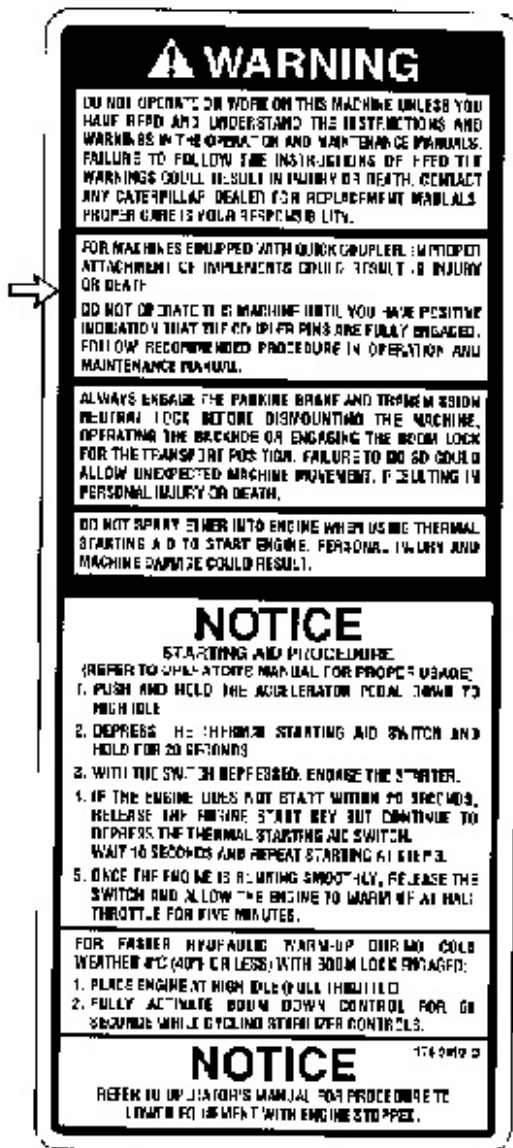 WARNING
DO NOT OPERATE OR WORK ON THIS MACHINE UNLESS YOU
HAVE READ AND UNDERSTAND THE INSTRUCTIONS AND
WARNINGS IN THE OPERATION AND MAINTENANCE MANUALS.
FAILURE TO FOLLOW THE INSTRUCTIONS OR HEED THE
WARNINGS COULD RESULT IN INJURY OR DEATH. CONTACT
ANY CATERPILLAR DEALER FOR REPLACEMENT MANUALS.
PROPER CARE IS YOUR RESPONSIBILITY.
FOR MACHINES EQUIPPED WITH QUICK COUPLER, IMPROPER
ATTACHMENT OF IMPLEMENTS COULD RESULT IN INJURY
OR DEATH
DO NOT OPERATE THIS MACHINE UNTIL YOU HAVE POSITIVE
INDICATION THAT THE COUPLER PINS ARE FULLY ENGAGED.
FOLLOW RECOMMENDED PROCEDURE IN OPERATION AND
MAINTENANCE MANUAL.
ALWAYS ENGAGE THE PARKING BRAKE AND TRANSMISSION
NEUTRAL LOCK BEFORE DISMOUNTING THE MACHINE,
OPERATING THE BACKHOE OR ENGAGING THE BOOM LOCK
FOR THE TRANSPORT POSITION. FAILURE TO DO SO COULD
ALLOW UNEXPECTED MACHINE MOVEMENT, RESULTING IN
PERSONAL INJURY OR DEATH.
DO NOT SPRAY ETHER INTO ENGINE WHEN USING THERMAL
STARTING AID TO START ENGINE. PERSONAL INJURY AND
MACHINE DAMAGE COULD RESULT.
NOTICE
STARTING AID PROCEDURE
(REFER TO OPERATOR'S MANUAL FOR PROPER USAGE)
1. PUSH AND HOLD THE ACCELERATOR PEDAL DOWN TO
HIGH IDLE
2. DEPRESS THE THERMAL STARTING AID SWITCH AND
HOLD FOR 20 SECONDS
3. WITH THE SWITCH DEPRESSED, ENGAGE THE STARTER.
4. IF THE ENGINE DOES NOT START WITHIN SECONDS,
RELEASE THE ENGINE START KEY BUT CONTINUE TO
DEPRESS THE THERMAL STARTING AID SWITCH.
WAIT 10 SECONDS AND REPEAT STARTING AT STEP 3.
5. ONCE THE ENGINE IS RUNNING SMOOTHLY, RELEASE THE
SWITCH AND ALLOW THE ENGINE TO WARM UP AT HALF
THROTTLE FOR FIVE MINUTES.
FOR FASTER HYDRAULIC WARM-UP DURING COLD
WEATHER 4°C (40°F OR LESS) WITH BOOM LOCK ENGAGED:
1. PLACE ENGINE AT HIGH IDLE (FULL THROTTLE)
2. FULLY ACTIVATE BOOM DOWN CONTROL FOR
SECONDS WHILE CYCLING STABILIZER CONTROLS.
NOTICE
REFER TO OPERATOR'S MANUAL FOR PROCEDURE TO
LOWER EQUIPMENT WITH ENGINE STOPPED.